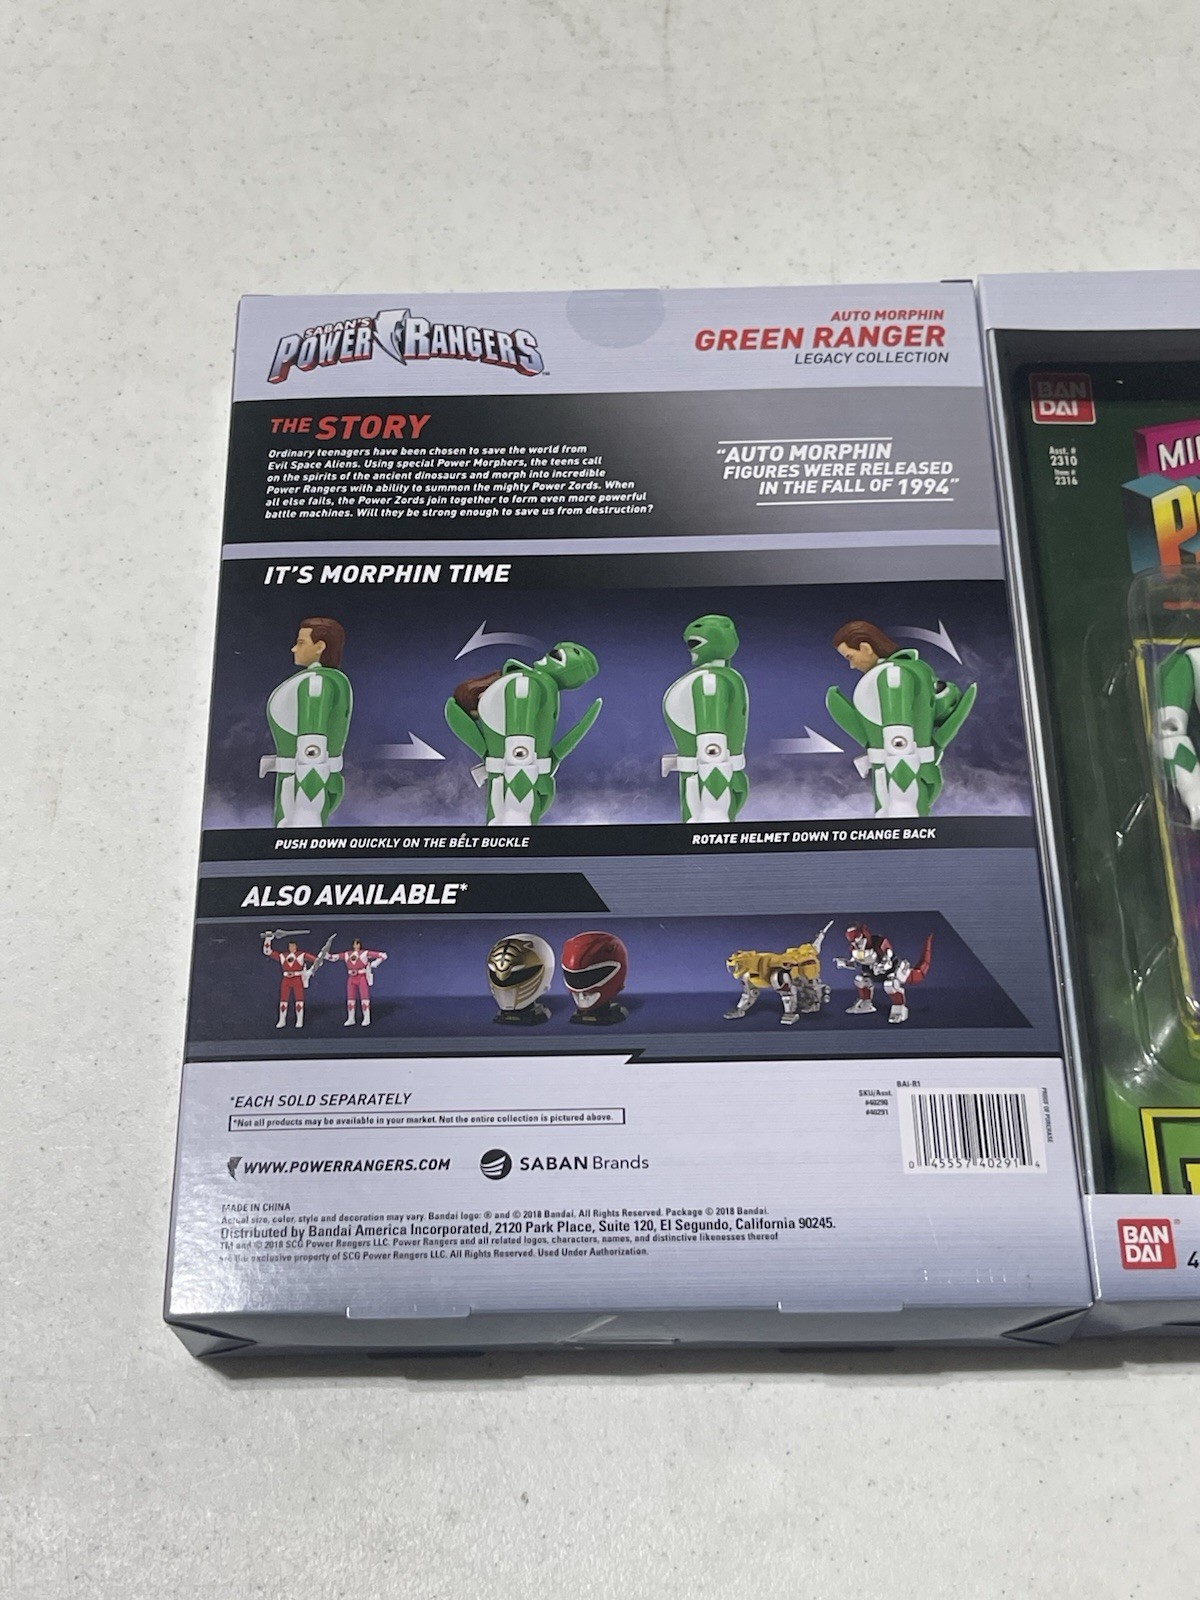 SABAN'S
POWER RANGERS
AUTO MORPHIN
GREEN RANGER
LEGACY COLLECTION
THE STORY
Ordinary teenagers have been chosen to save the world from
Evil Space Aliens. Using special Power Morphers, the teens call
on the spirits of the ancient dinosaurs and morph into incredible
Power Rangers with ability to summon the mighty Power Zords. When
all else fails, the Power Zords join together to form even more powerful
battle machines. Will they be strong enough to save us from destruction?
"AUTO MORPHIN
FIGURES WERE RELEASED
IN THE FALL OF 1994"
IT'S MORPHIN TIME
PUSH DOWN QUICKLY ON THE BELT BUCKLE
ROTATE HELMET DOWN TO CHANGE BACK
ALSO AVAILABLE*
*EACH SOLD SEPARATELY
*Not all products may be available in your market. Not the entire collection is pictured above.
WWW.POWERRANGERS.COM
SABAN Brands
BAJ-R1
SKU/Asst.
#40290
#40291
PROOF OF PURCHASE
0 45557 40291 4
MADE IN CHINA
Actual size, color, style and decoration may vary. Bandai logo: ® and © 2018 Bandai. All Rights Reserved. Package © 2018 Bandai.
Distributed by Bandai America Incorporated, 2120 Park Place, Suite 120, El Segundo, California 90245.
TM and © 2018 SCG Power Rangers LLC. Power Rangers and all related logos, characters, names, and distinctive likenesses thereof
are the exclusive property of SCG Power Rangers LLC. All Rights Reserved. Used Under Authorization.
BAN
DAI
Asst. #
2310
Item #
2316
MI
P
BAN
DAI
®
4